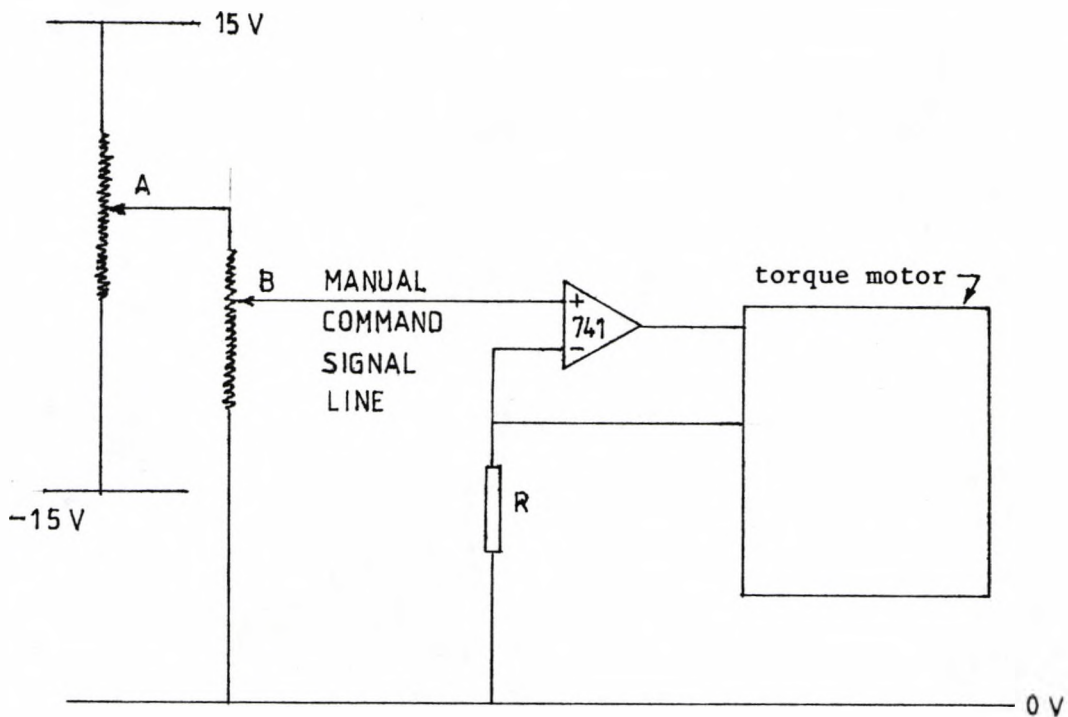 15 V
A
B
MANUAL
COMMAND
SIGNAL
LINE
+
741
−
torque motor
R
−15 V
0 V